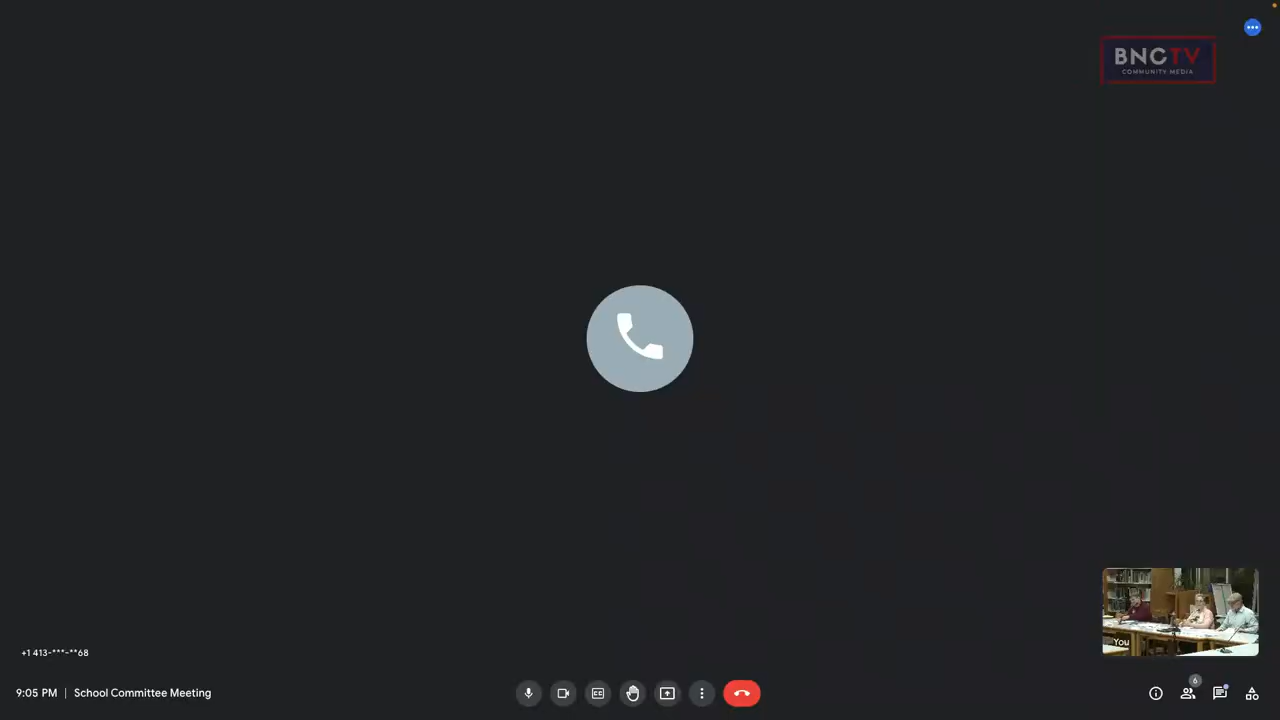 BNCTV
COMMUNITY MEDIA
You
+1 413-***-**68
6
9:05 PM | School Committee Meeting